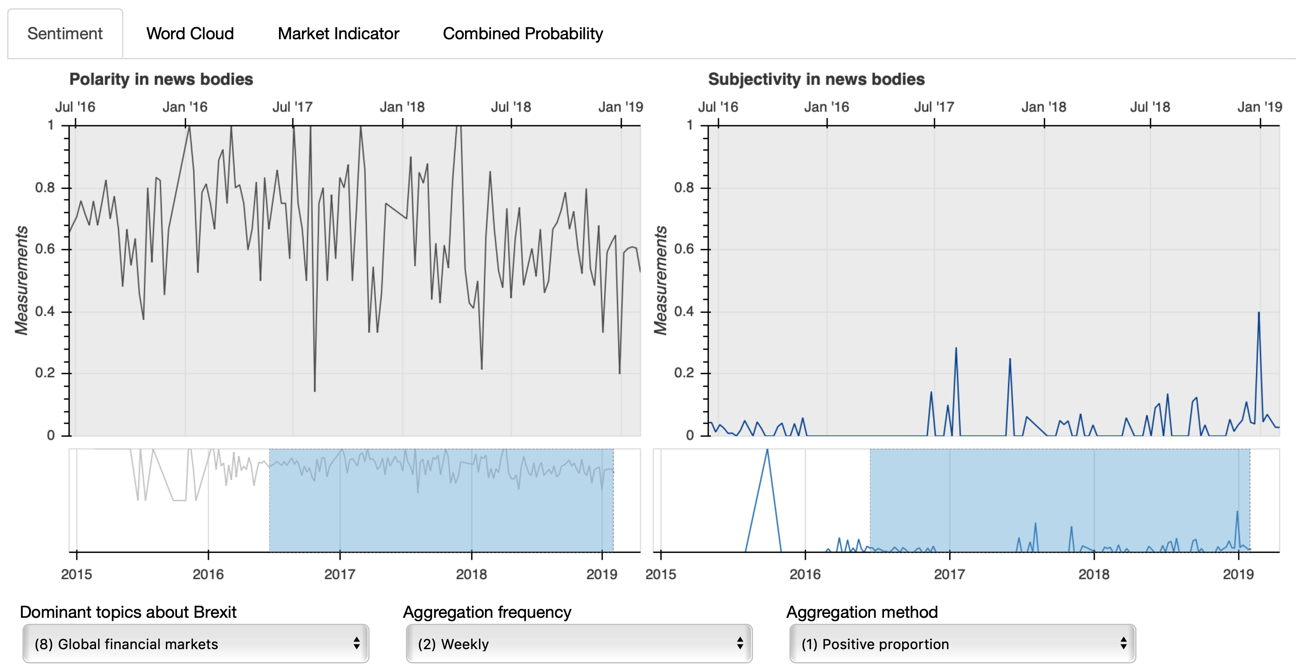 Sentiment Word Cloud Market Indicator Combined Probability
Polarity in news bodies
Jul '16 Jan '16 Jul '17 Jan '18 Jul '18 Jan '19
1
0.8
0.6
0.4
0.2
0
Measurements
2015 2016 2017 2018 2019
Subjectivity in news bodies
Jul '16 Jan '16 Jul '17 Jan '18 Jul '18 Jan '19
1
0.8
0.6
0.4
0.2
0
Measurements
2015 2016 2017 2018 2019
Dominant topics about Brexit
(8) Global financial markets
Aggregation frequency
(2) Weekly
Aggregation method
(1) Positive proportion